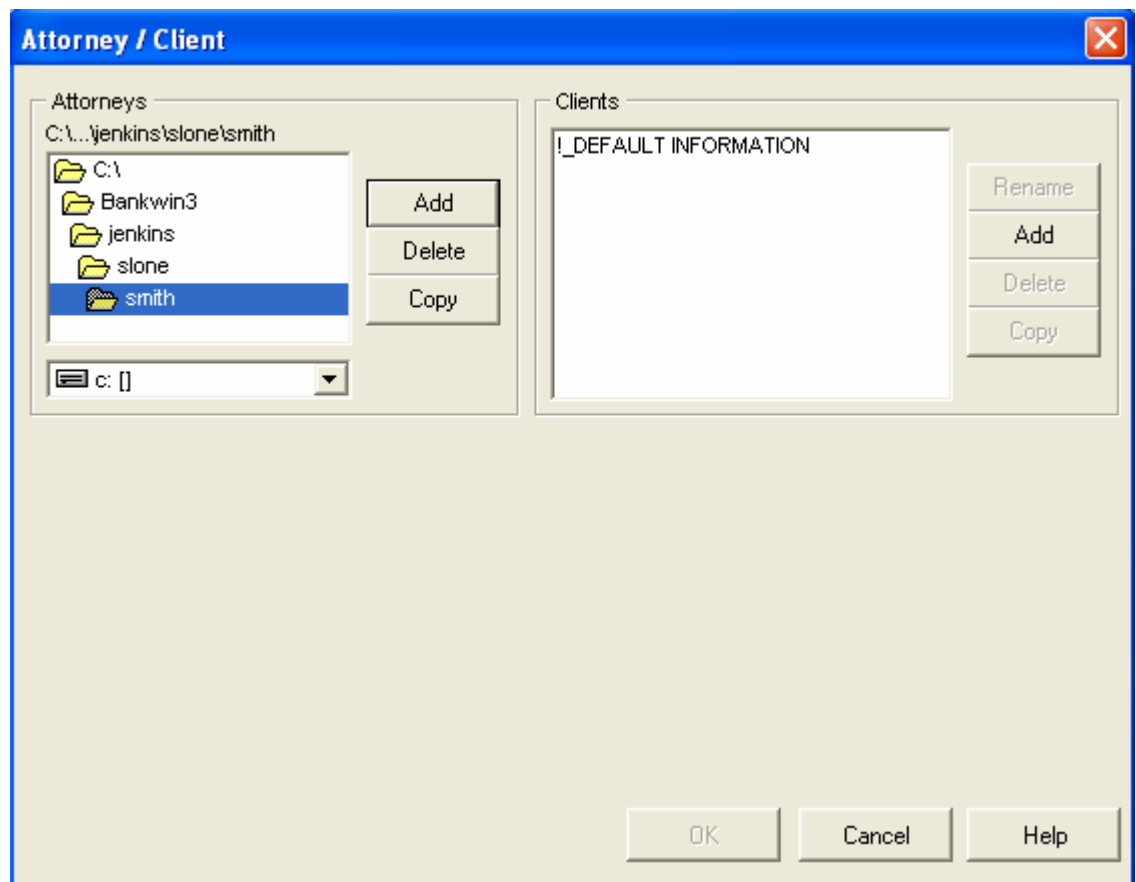 Attorney / Client
Attorneys
C:\...\jenkins\slone\smith
C:\
Bankwin3
jenkins
slone
smith
c: []
Add
Delete
Copy
Clients
!_DEFAULT INFORMATION
Rename
Add
Delete
Copy
OK
Cancel
Help